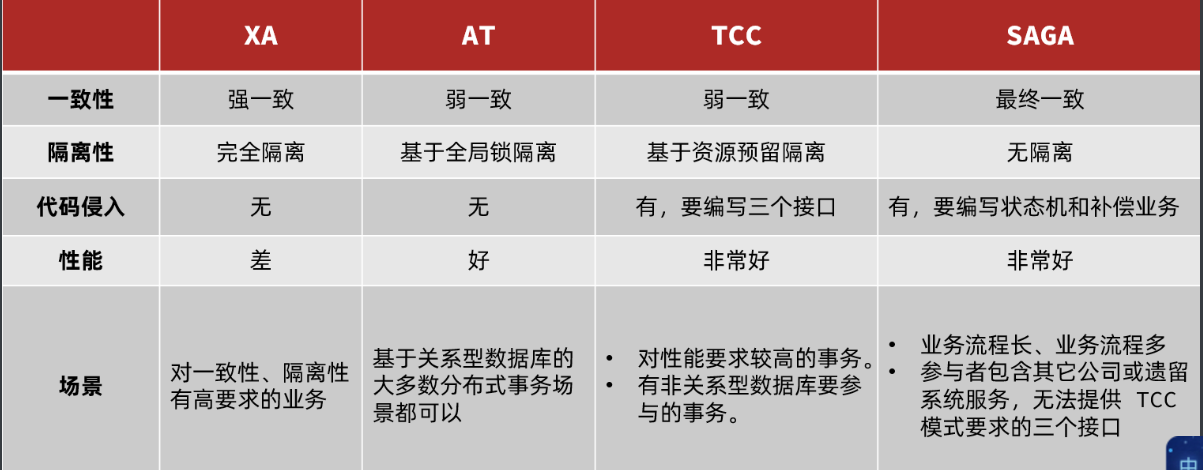 XA AT TCC SAGA
一致性 强一致 弱一致 弱一致 最终一致
隔离性 完全隔离 基于全局锁隔离 基于资源预留隔离 无隔离
代码侵入 无 无 有，要编写三个接口 有，要编写状态机和补偿业务
性能 差 好 非常好 非常好
场景
对一致性、隔离性
有高要求的业务
基于关系型数据库的
大多数分布式事务场
景都可以
• 对性能要求较高的事务。
• 有非关系型数据库要参
与的事务。
• 业务流程长、业务流程多
• 参与者包含其它公司或遗留
系统服务，无法提供 TCC
模式要求的三个接口